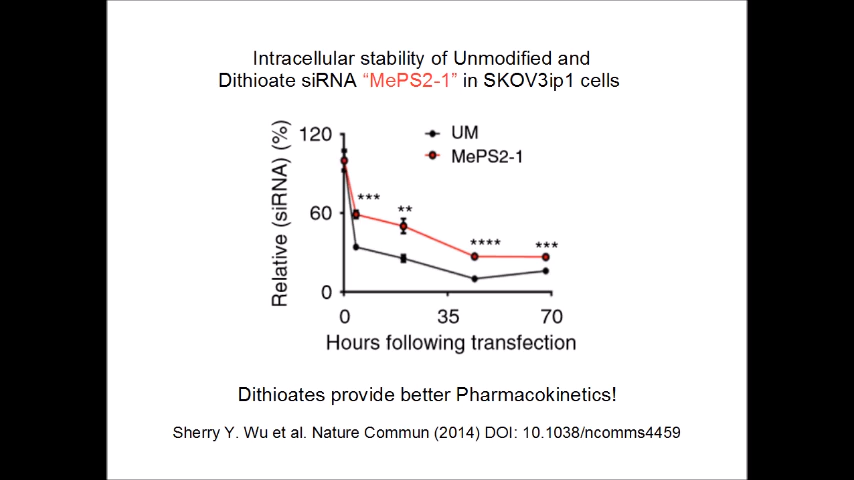 Intracellular stability of Unmodified and
Dithioate siRNA “MePS2-1” in SKOV3ip1 cells
Relative (siRNA) (%)
120
60
0
UM
MePS2-1
***
**
****
***
0 35 70
Hours following transfection
Dithioates provide better Pharmacokinetics!
Sherry Y. Wu et al. Nature Commun (2014) DOI: 10.1038/ncomms4459